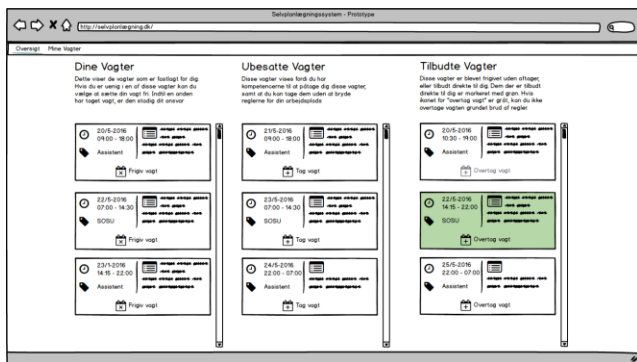 Selvplanlægningssystem - Prototype
http://selvplanlægning.dk/
Oversigt Mine Vagter
Dine Vagter
Dette viser de vagter som er fastlagt for dig.
Hvis du er uenig i en af disse vagter kan du
vælge at sætte din vagt fri. Indtil en anden
har taget vagt, er den stadig dit ansvar
20/5-2016
09:00 - 18:00
Assistent
Frigiv vagt
22/5-2016
07:00 - 14:30
SOSU
Frigiv vagt
23/1-2016
14:15 - 22:00
Assistent
Frigiv vagt
Ubesatte Vagter
Disse vagter vises fordi du har
kompetencerne til at påtage dig disse vagter,
samt at du kan tage dem uden at bryde
reglerne for din arbejdsplads
21/5-2016
09:00 - 18:00
Assistent
Tag vagt
23/5-2016
07:00 - 14:30
SOSU
Tag vagt
24/5-2016
22:00 - 07:00
Assistent
Tag vagt
Tilbudte Vagter
Disse vagter er blevet frigivet uden aftager,
eller tilbudt direkte til dig. Dem der er tilbudt
direkte til dig er markeret med grøn. Hvis
ikonet for "overtag vagt" er gråt, kan du ikke
overtage vagten grundet brud af regler.
20/5-2016
10:30 - 19:00
Assistent
Overtag vagt
22/5-2016
14:15 - 22:00
SOSU
Overtag vagt
25/5-2016
22:00 - 07:00
Assistent
Overtag vagt